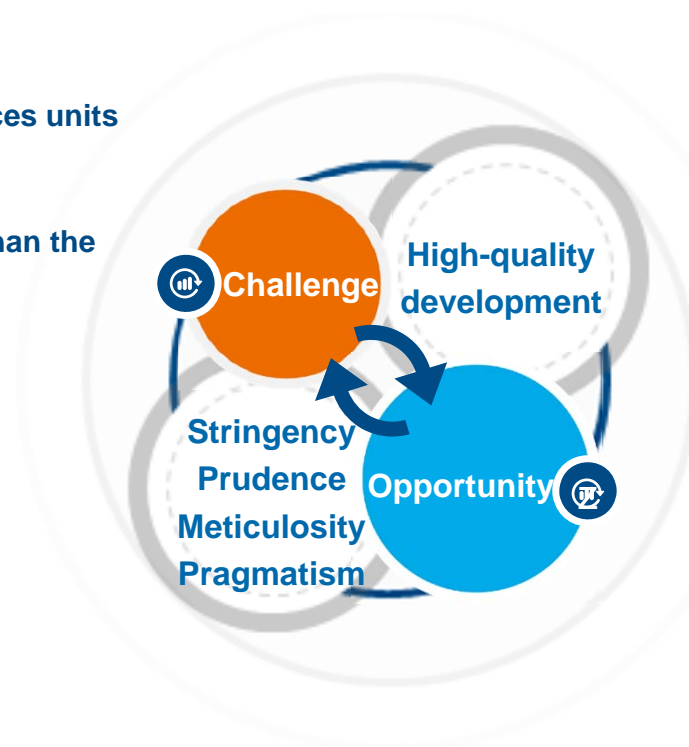 ces units
han the
Challenge
High-quality
development
Stringency
Prudence
Meticulosity
Pragmatism
Opportunity